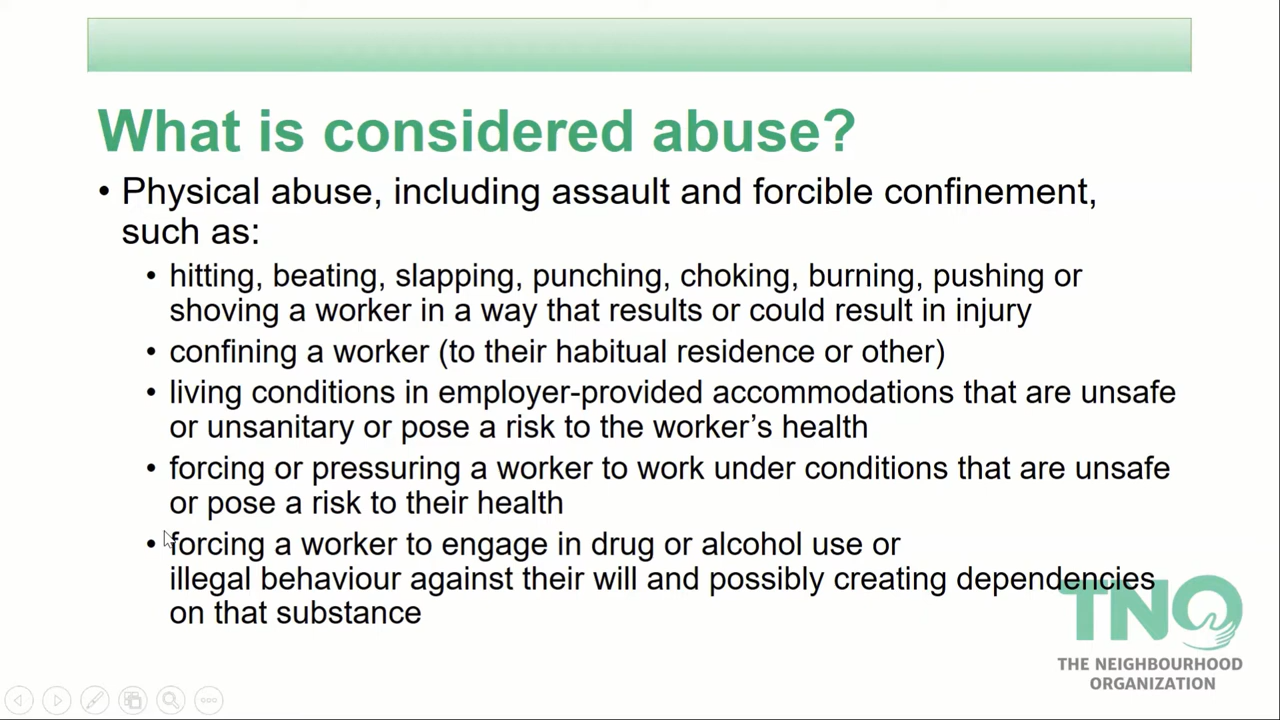 What is considered abuse?
• Physical abuse, including assault and forcible confinement,
such as:
• hitting, beating, slapping, punching, choking, burning, pushing or
shoving a worker in a way that results or could result in injury
• confining a worker (to their habitual residence or other)
• living conditions in employer-provided accommodations that are unsafe
or unsanitary or pose a risk to the worker’s health
• forcing or pressuring a worker to work under conditions that are unsafe
or pose a risk to their health
• forcing a worker to engage in drug or alcohol use or
illegal behaviour against their will and possibly creating dependencies
on that substance
TNO
THE NEIGHBOURHOOD
ORGANIZATION